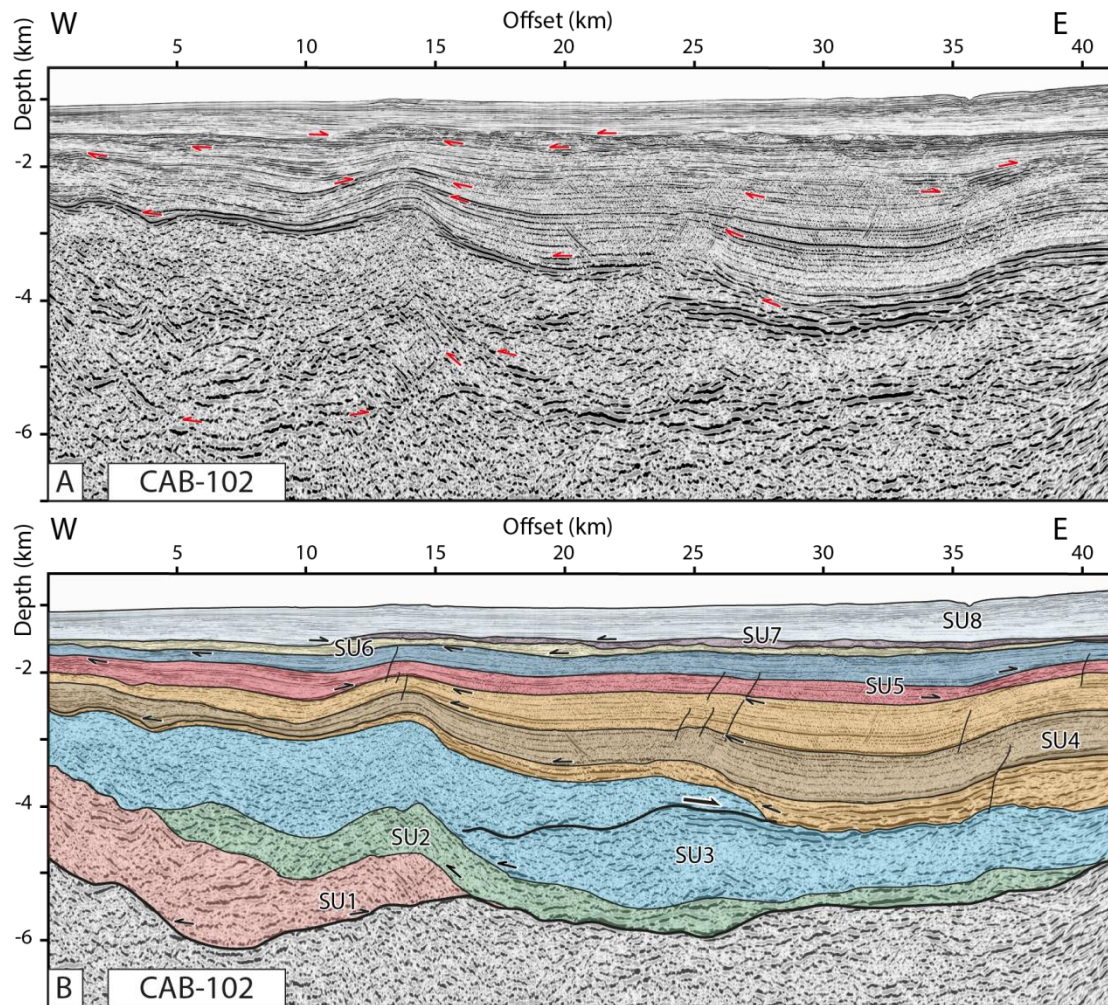 W Offset (km) E
5 10 15 20 25 30 35 40
Depth (km)
-2
-4
-6
A CAB-102
W Offset (km) E
5 10 15 20 25 30 35 40
Depth (km)
SU8
SU7
SU6
-2
SU5
SU4
-4
SU2
SU3
SU1
-6
B CAB-102